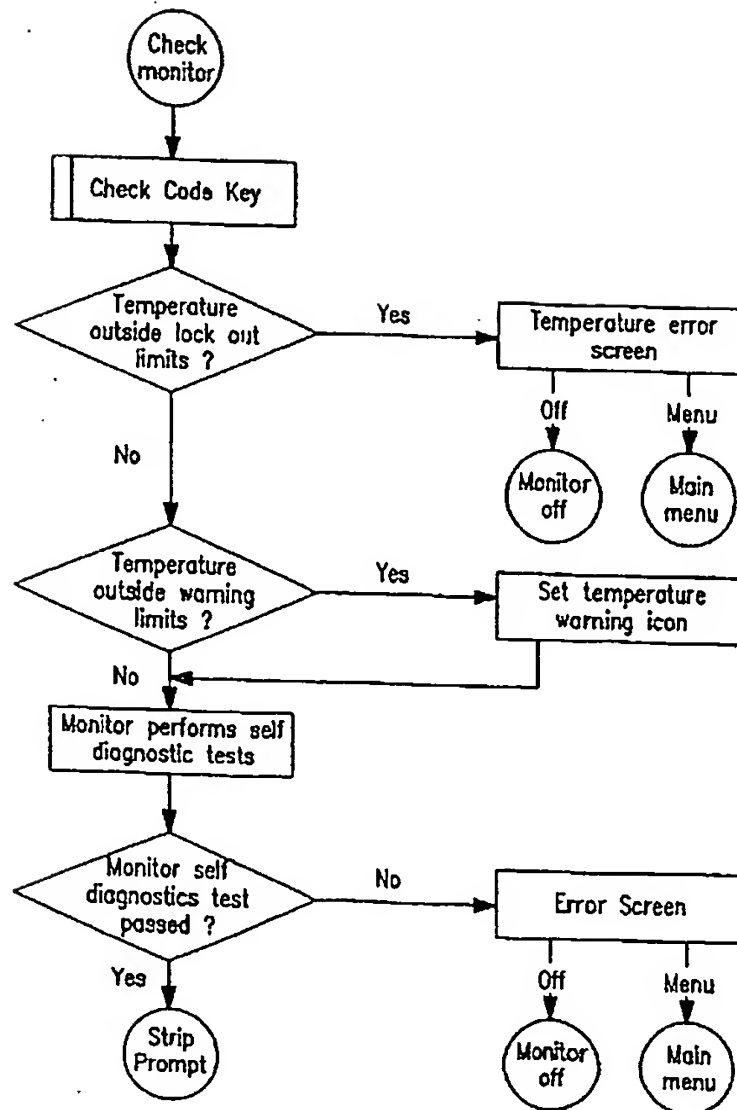 Check
monitor
Check Code Key
Temperature
outside lock out
limits ?
Yes
Temperature error
screen
Off
Menu
No
Monitor
off
Main
menu
Temperature
outside warning
limits ?
Yes
Set temperature
warning icon
No
Monitor performs self
diagnostic tests
Monitor self
diagnostics test
passed ?
No
Error Screen
Yes
Off
Menu
Strip
Prompt
Monitor
off
Main
menu